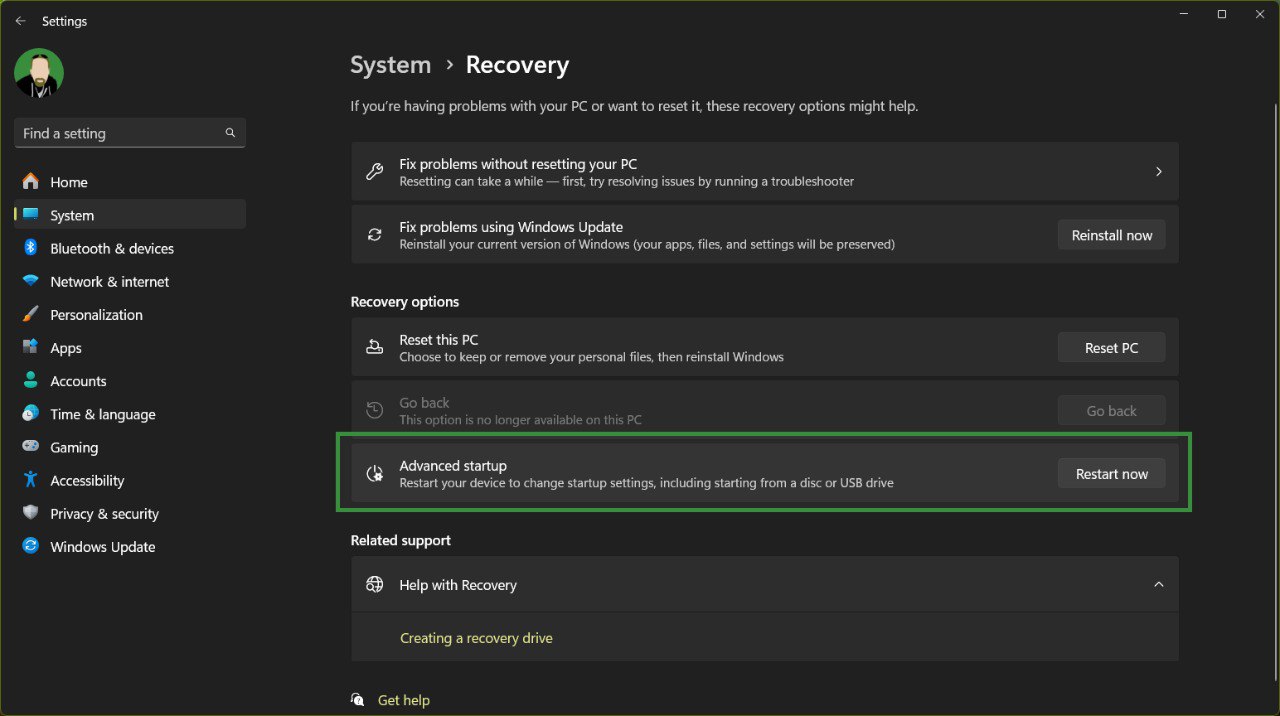 Settings
Find a setting
Home
System
Bluetooth & devices
Network & internet
Personalization
Apps
Accounts
Time & language
Gaming
Accessibility
Privacy & security
Windows Update
System › Recovery
If you're having problems with your PC or want to reset it, these recovery options might help.
Fix problems without resetting your PC
Resetting can take a while — first, try resolving issues by running a troubleshooter
Fix problems using Windows Update
Reinstall your current version of Windows (your apps, files, and settings will be preserved)
Reinstall now
Recovery options
Reset this PC
Choose to keep or remove your personal files, then reinstall Windows
Reset PC
Go back
This option is no longer available on this PC
Go back
Advanced startup
Restart your device to change startup settings, including starting from a disc or USB drive
Restart now
Related support
Help with Recovery
Creating a recovery drive
Get help